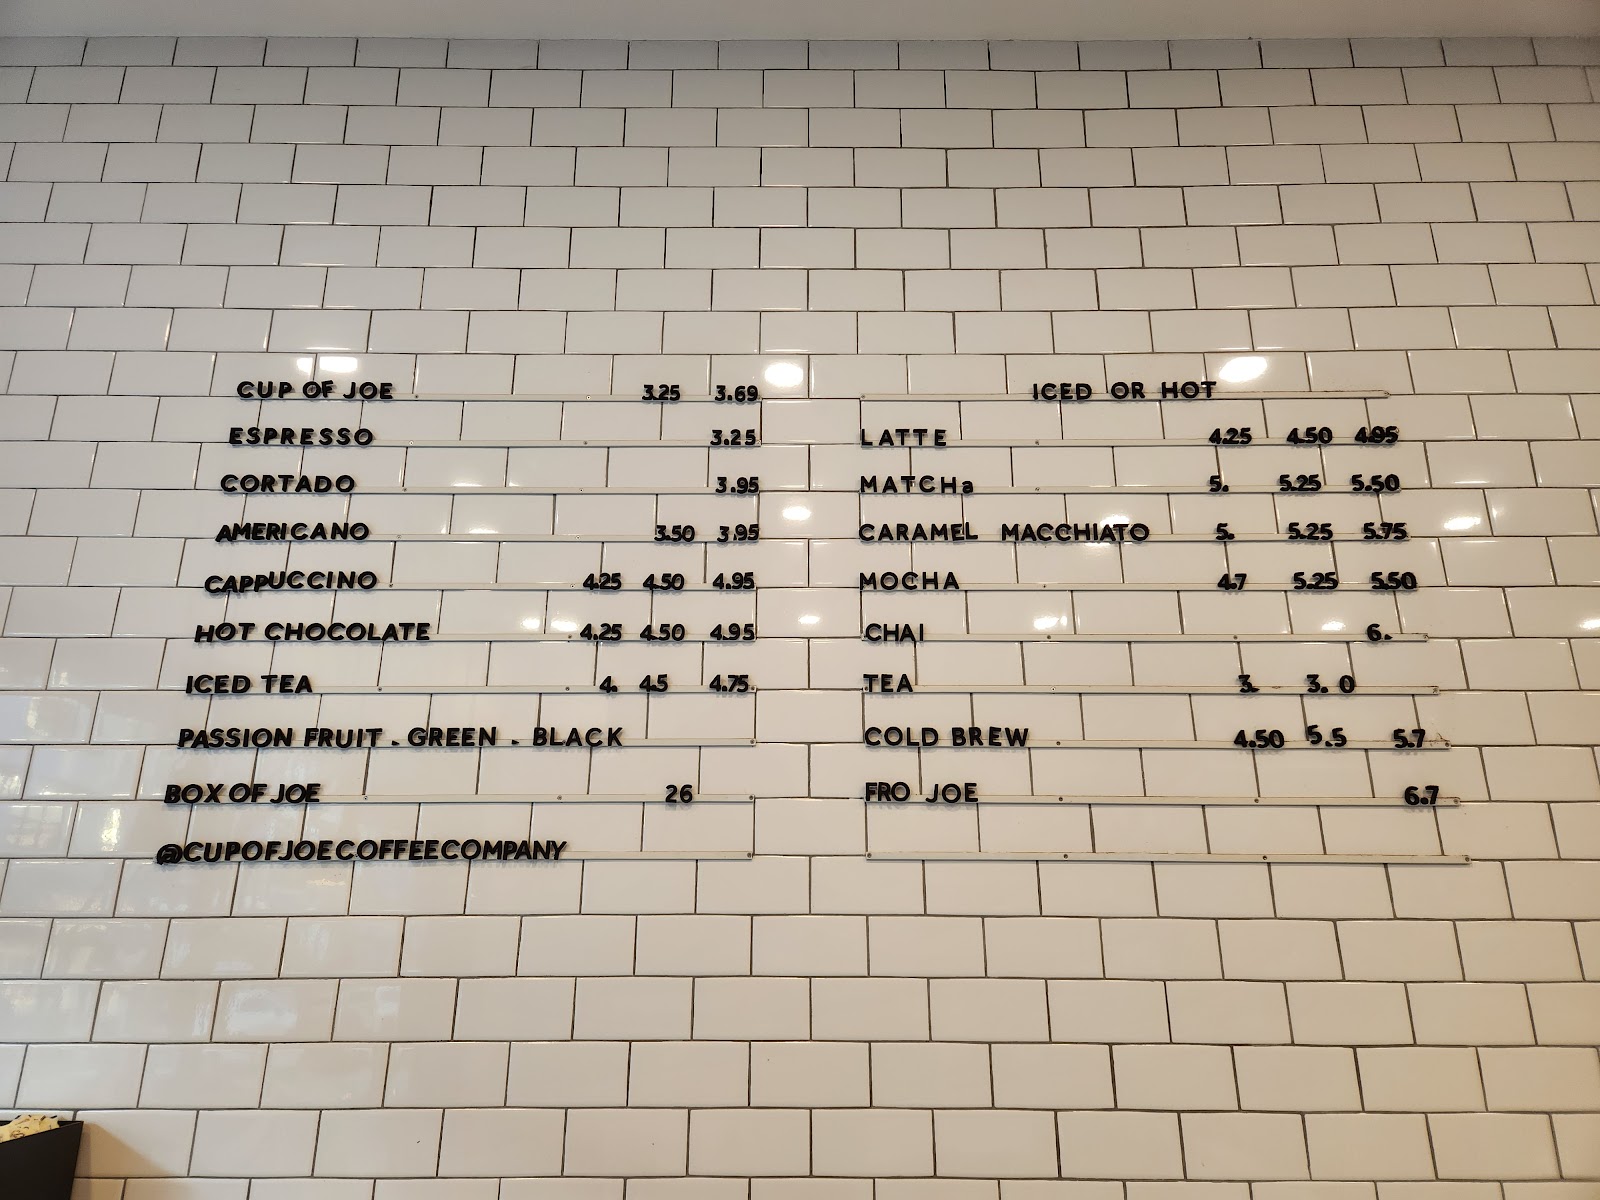 CUP OF JOE 3.25 3.69
ESPRESSO 3.25
CORTADO 3.95
AMERICANO 3.50 3.95
CAPPUCCINO 4.25 4.50 4.95
HOT CHOCOLATE 4.25 4.50 4.95
ICED TEA 4. 4.5 4.75
PASSION FRUIT . GREEN . BLACK
BOX OF JOE 26
@CUPOFJOECOFFEECOMPANY
ICED OR HOT
LATTE 4.25 4.50 4.95
MATCHa 5. 5.25 5.50
CARAMEL MACCHIATO 5. 5.25 5.75
MOCHA 4.7 5.25 5.50
CHAI 6.
TEA 3. 3. 0
COLD BREW 4.50 5.5 5.7
FRO JOE 6.7